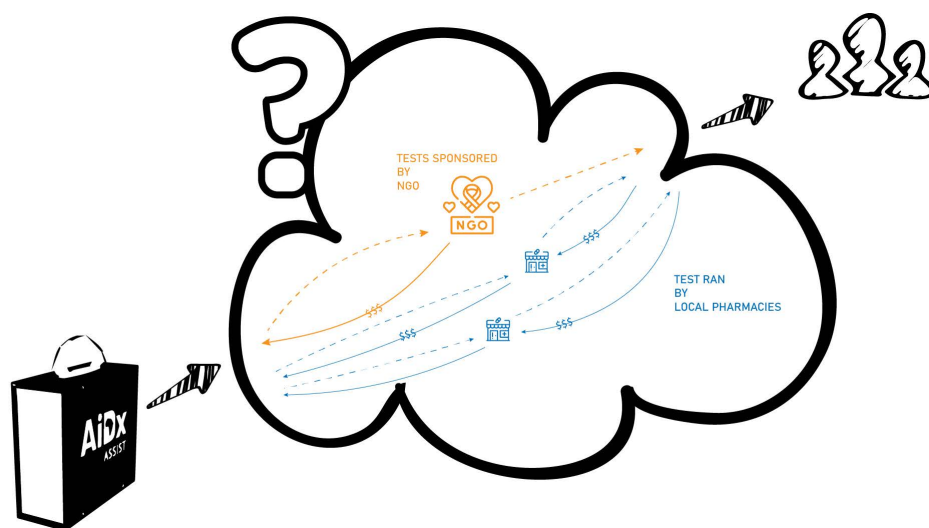 ?
TESTS SPONSORED
BY
NGO
NGO
$$$
$$$
TEST RAN
BY
LOCAL PHARMACIES
$$$
$$$
$$$
AiDx
ASSIST